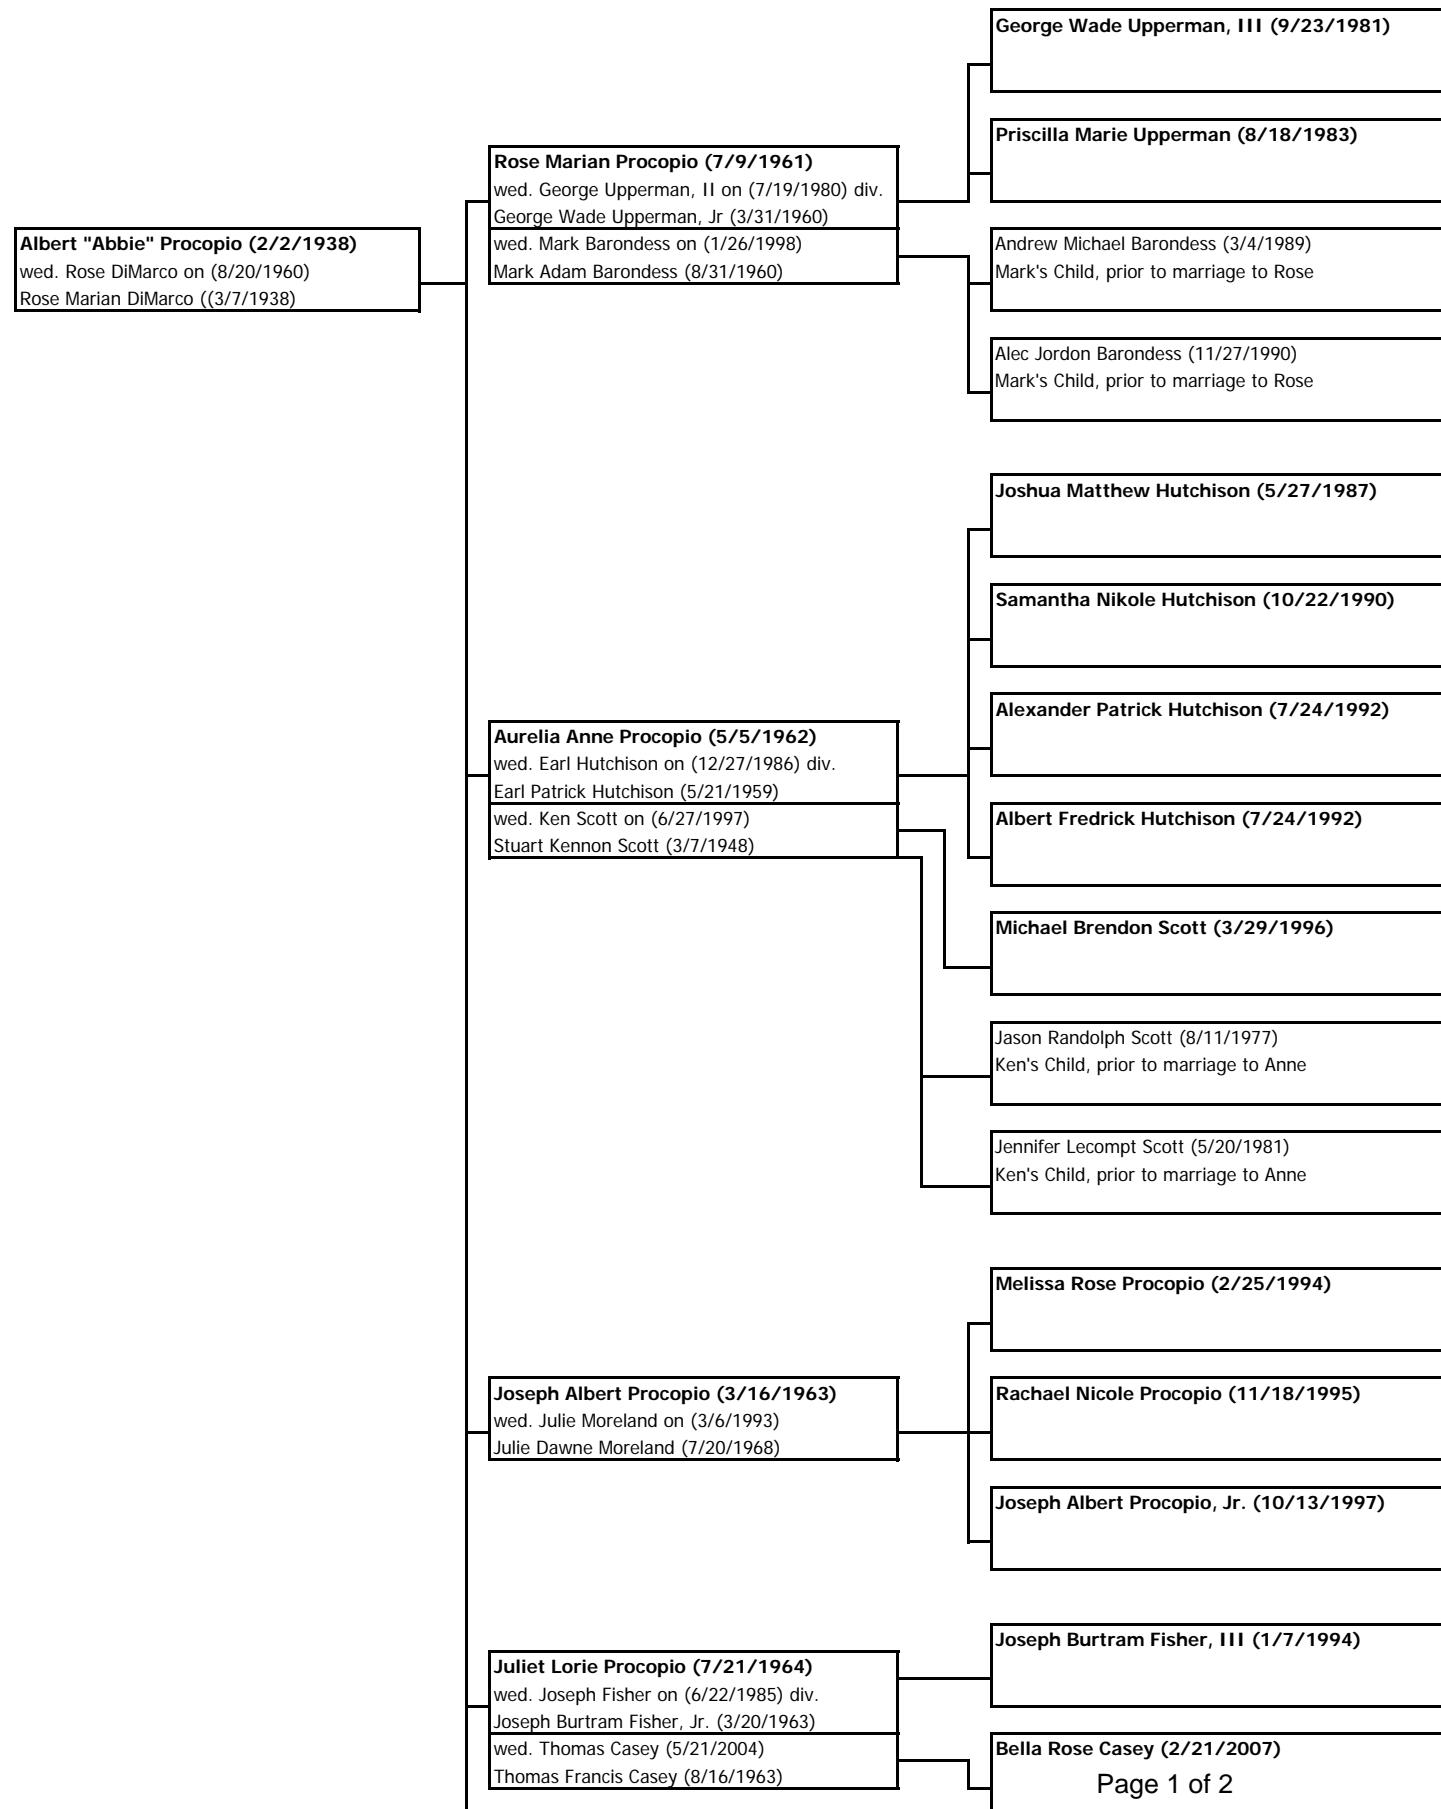 George Wade Upperman, III (9/23/1981)
Priscilla Marie Upperman (8/18/1983)
Rose Marian Procopio (7/9/1961)
wed. George Upperman, II on (7/19/1980) div.
George Wade Upperman, Jr (3/31/1960)
wed. Mark Barondess on (1/26/1998)
Mark Adam Barondess (8/31/1960)
Albert "Abbie" Procopio (2/2/1938)
wed. Rose DiMarco on (8/20/1960)
Rose Marian DiMarco ((3/7/1938)
Andrew Michael Barondess (3/4/1989)
Mark's Child, prior to marriage to Rose
Alec Jordon Barondess (11/27/1990)
Mark's Child, prior to marriage to Rose
Joshua Matthew Hutchison (5/27/1987)
Samantha Nikole Hutchison (10/22/1990)
Alexander Patrick Hutchison (7/24/1992)
Aurelia Anne Procopio (5/5/1962)
wed. Earl Hutchison on (12/27/1986) div.
Earl Patrick Hutchison (5/21/1959)
wed. Ken Scott on (6/27/1997)
Stuart Kennon Scott (3/7/1948)
Albert Fredrick Hutchison (7/24/1992)
Michael Brendon Scott (3/29/1996)
Jason Randolph Scott (8/11/1977)
Ken's Child, prior to marriage to Anne
Jennifer Lecompt Scott (5/20/1981)
Ken's Child, prior to marriage to Anne
Melissa Rose Procopio (2/25/1994)
Joseph Albert Procopio (3/16/1963)
wed. Julie Moreland on (3/6/1993)
Julie Dawne Moreland (7/20/1968)
Rachael Nicole Procopio (11/18/1995)
Joseph Albert Procopio, Jr. (10/13/1997)
Joseph Burtram Fisher, III (1/7/1994)
Juliet Lorie Procopio (7/21/1964)
wed. Joseph Fisher on (6/22/1985) div.
Joseph Burtram Fisher, Jr. (3/20/1963)
wed. Thomas Casey (5/21/2004)
Thomas Francis Casey (8/16/1963)
Bella Rose Casey (2/21/2007)
Page 1 of 2